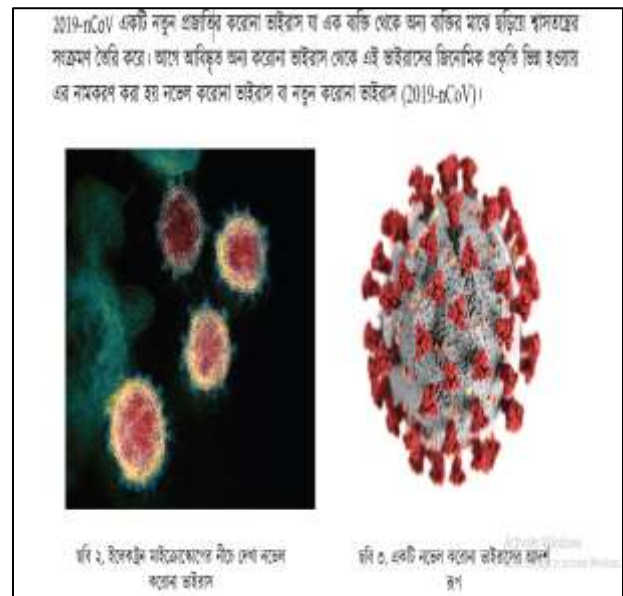 2019-nCoV একটি নতুন প্রজাতির করোনা ভাইরাস যা এক ব্যক্তি থেকে অন্য ব্যক্তির মাঝে ছড়িয়ে শ্বাসতন্ত্রের
সংক্রমণ তৈরি করে। আগে আবিষ্কৃত অন্য করোনা ভাইরাস থেকে এই ভাইরাসের জিনোমিক প্রকৃতি ভিন্ন হওয়ায়
এর নামকরণ করা হয় নভেল করোনা ভাইরাস বা নতুন করোনা ভাইরাস (2019-nCoV)।
ছবি ২, ইলেকট্রন মাইক্রোস্কোপের নীচে দেখা নভেল
করোনা ভাইরাস
ছবি ৩, একটি নভেল করোনা ভাইরাসের আদর্শ
রূপ
Activate Windows